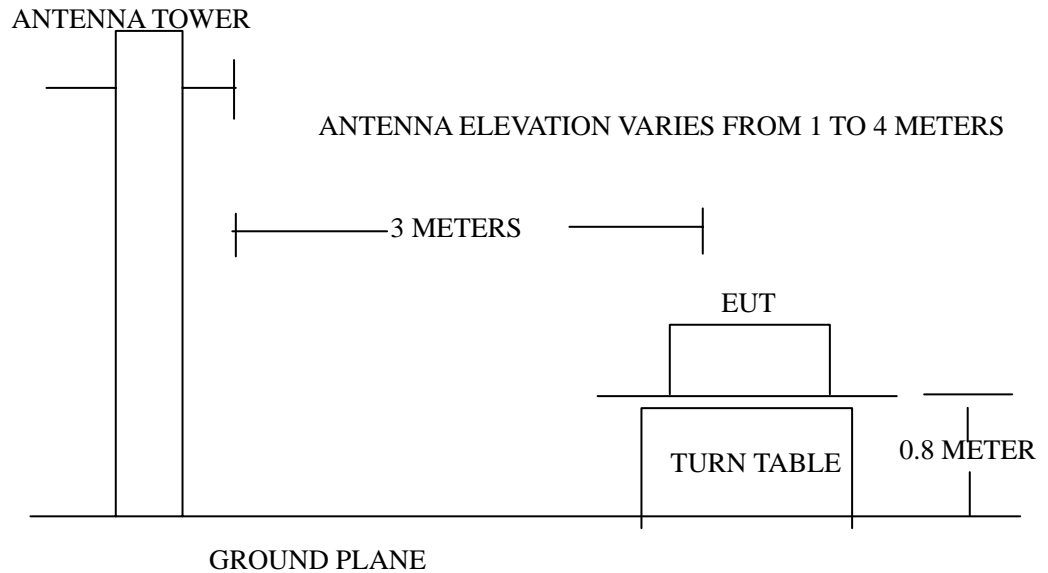 ANTENNA TOWER
ANTENNA ELEVATION VARIES FROM 1 TO 4 METERS
3 METERS
EUT
0.8 METER
TURN TABLE
GROUND PLANE